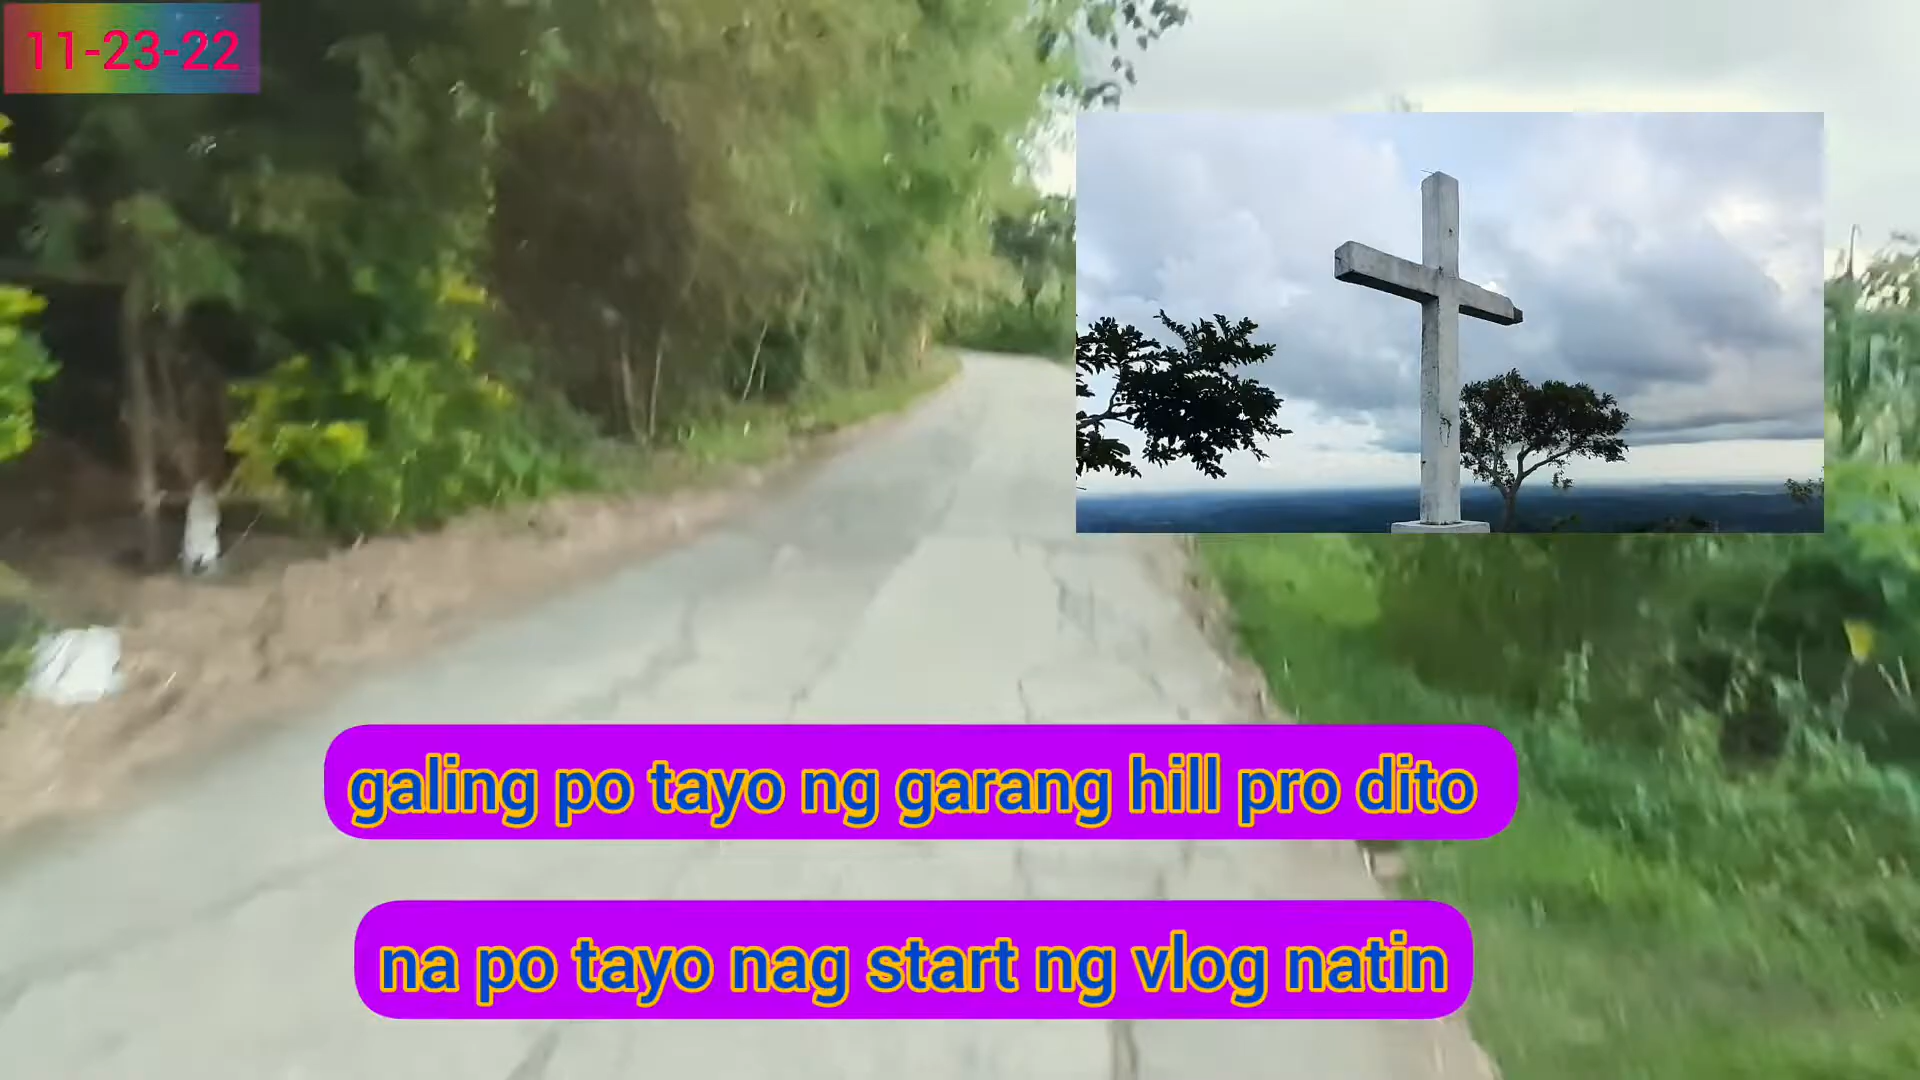 11-23-22
galing po tayo ng garang hill pro dito
na po tayo nag start ng vlog natin